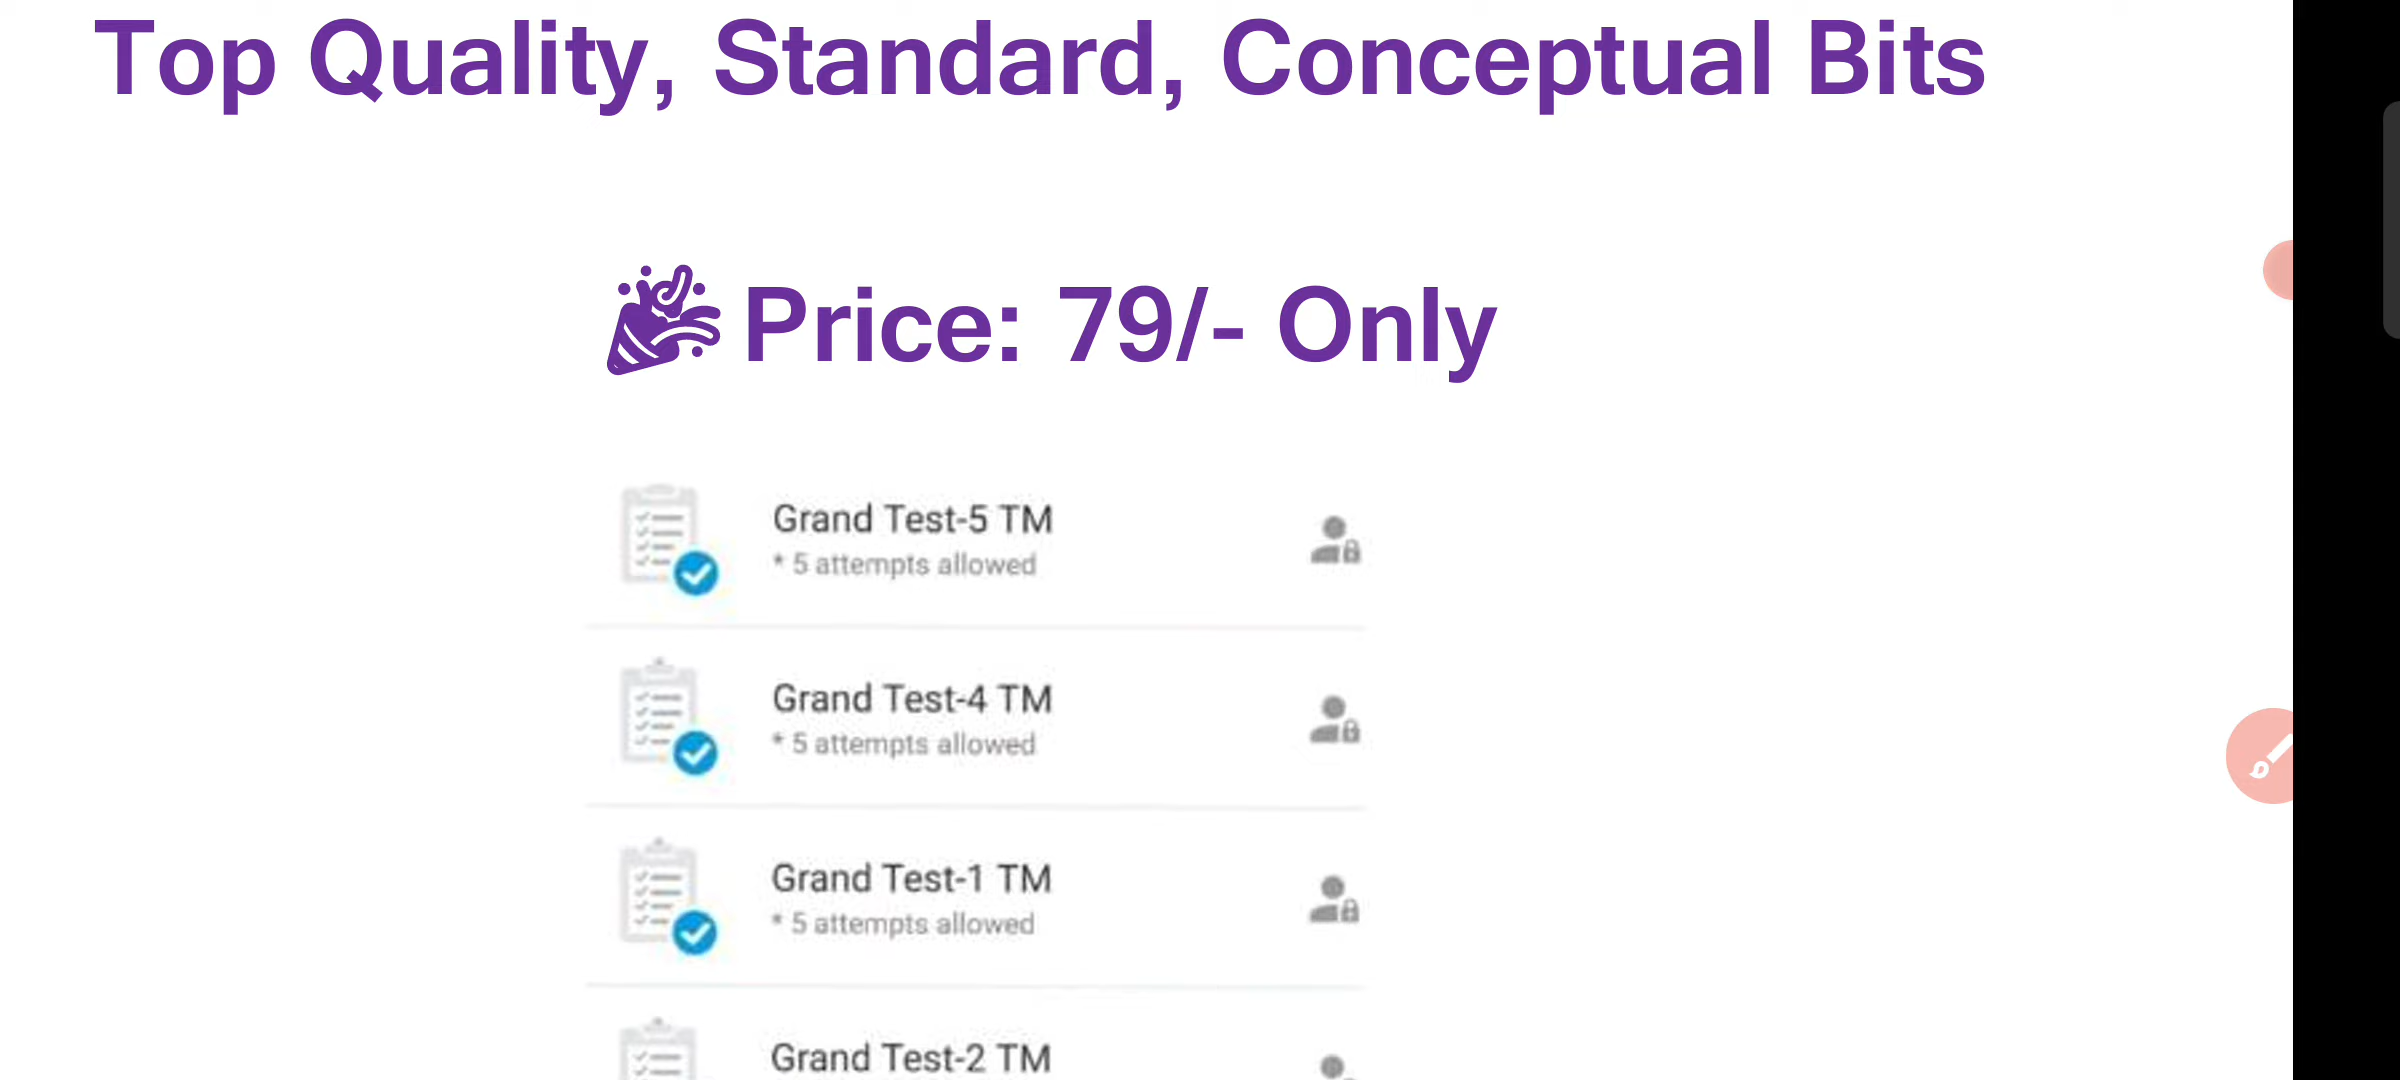 Top Quality, Standard, Conceptual Bits
Price: 79/- Only
Grand Test-5 TM
* 5 attempts allowed
Grand Test-4 TM
* 5 attempts allowed
Grand Test-1 TM
* 5 attempts allowed
Grand Test-2 TM